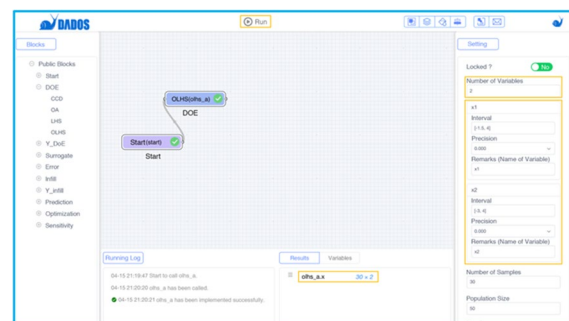 DADOS
Run
Blocks
Public Blocks
Start
DOE
CCD
OA
LHS
OLHS
Y_DoE
Surrogate
Error
Infill
Y_infill
Prediction
Optimization
Sensitivity
OLHS(olhs_a)
DOE
Start(start)
Start
Running Log
04-15 21:19:47 Start to call olhs_a.
04-15 21:20:20 olhs_a has been called.
04-15 21:20:21 olhs_a has been implemented successfully.
Results
Variables
olhs_a.x
30 × 2
Setting
Locked ?
No
Number of Variables
2
x1
Interval
[-1.5, 4]
Precision
0.000
Remarks (Name of Variable)
x1
x2
Interval
Precision
0.000
Remarks (Name of Variable)
x2
Number of Samples
30
Population Size
50